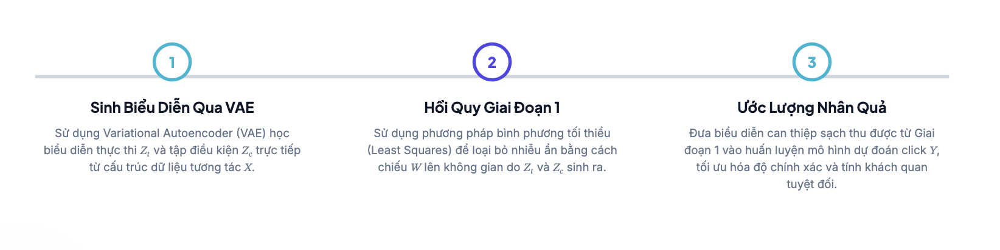 1
Sinh Biểu Diễn Qua VAE
Sử dụng Variational Autoencoder (VAE) học
biểu diễn thực thi Zₜ và tập điều kiện Z꜀ trực tiếp
từ cấu trúc dữ liệu tương tác X.
2
Hồi Quy Giai Đoạn 1
Sử dụng phương pháp bình phương tối thiểu
(Least Squares) để loại bỏ nhiễu ẩn bằng cách
chiếu W lên không gian do Zₜ và Z꜀ sinh ra.
3
Ước Lượng Nhân Quả
Đưa biểu diễn can thiệp sạch thu được từ Giai
đoạn 1 vào huấn luyện mô hình dự đoán click Y,
tối ưu hóa độ chính xác và tính khách quan
tuyệt đối.